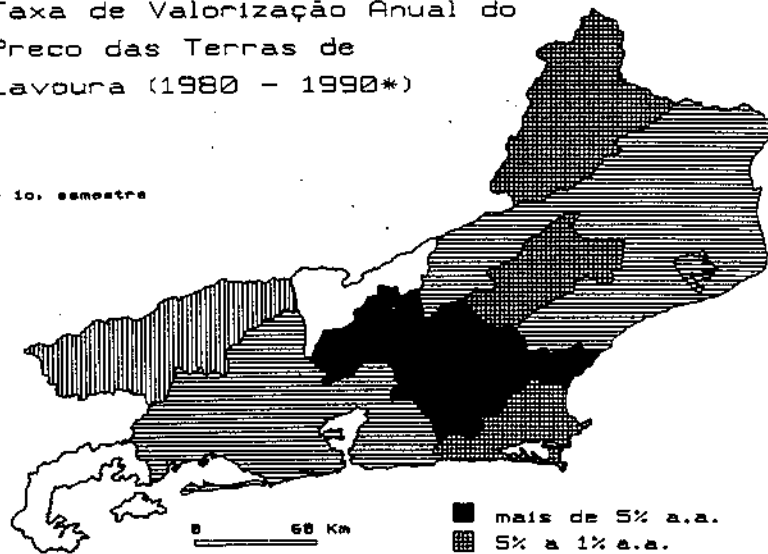 Taxa de Valorização Anual do
Preco das Terras de
Lavoura (1980 - 1990*)
1o. semestre
0 60 Km
mais de 5% a.a.
5% a 1% a.a.